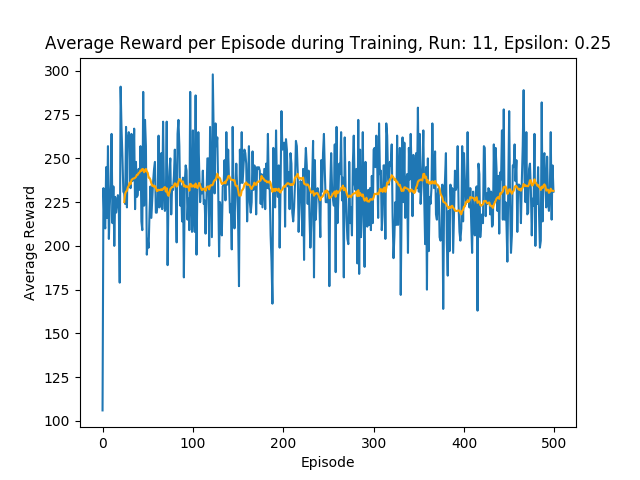 Average Reward per Episode during Training, Run: 11, Epsilon: 0.25
300
275
250
225
200
175
150
125
100
Average Reward
0 100 200 300 400 500
Episode